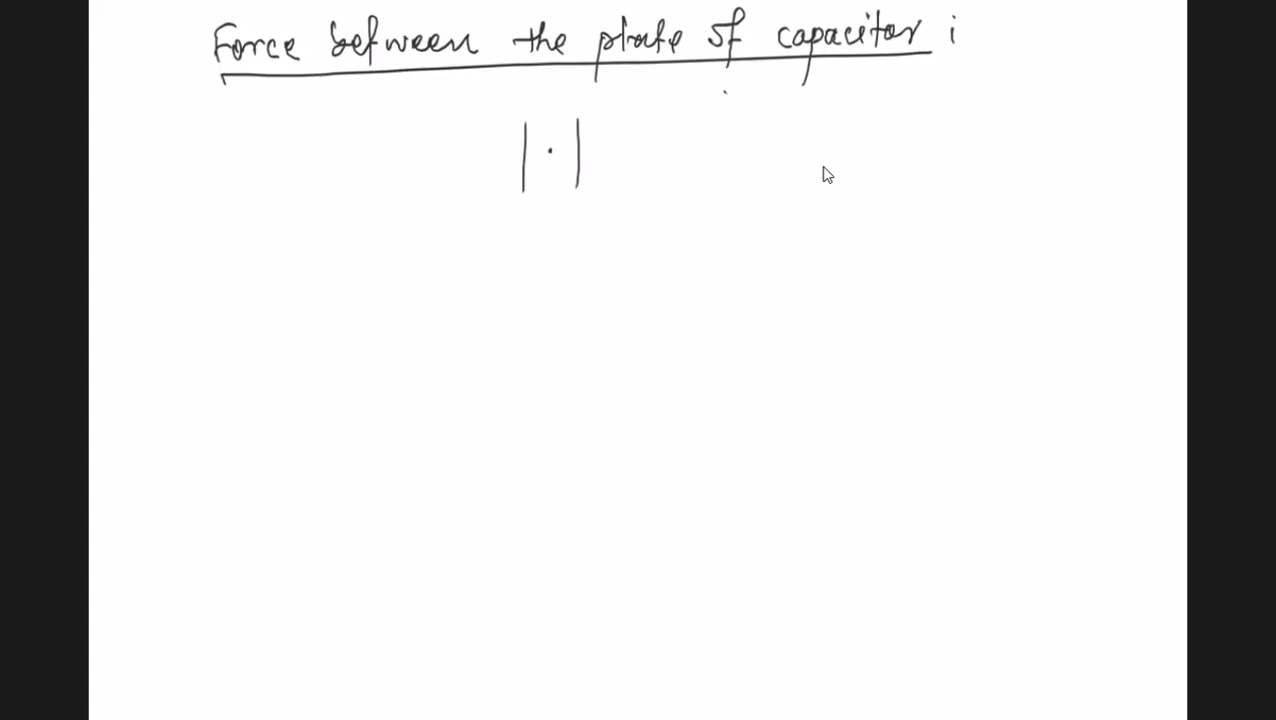 Force between the plate of capacitor :